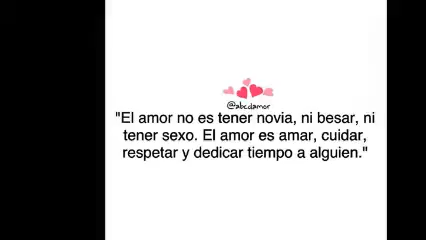 @abcdamor
"El amor no es tener novia, ni besar, ni
tener sexo. El amor es amar, cuidar,
respetar y dedicar tiempo a alguien."